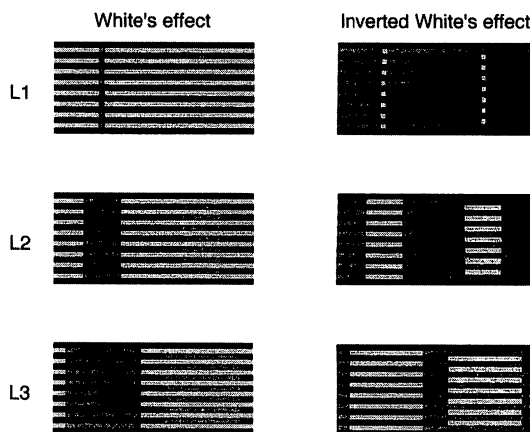 White's effect
Inverted White's effect
L1
L2
L3